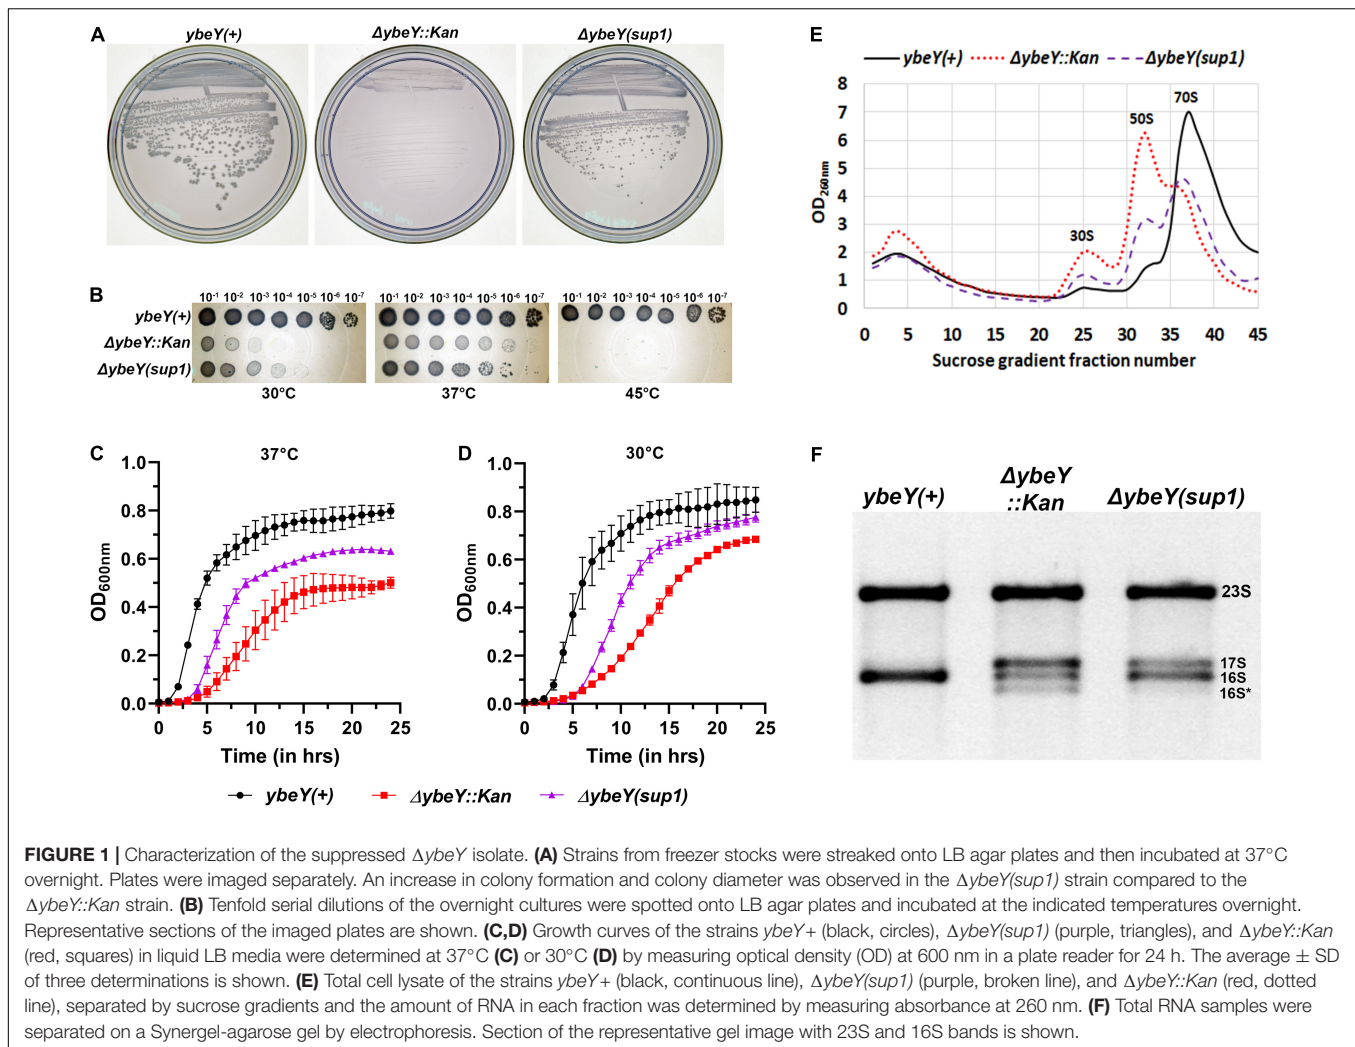 A
ybeY(+)
ΔybeY::Kan
ΔybeY(sup1)
B
10-1 10-2 10-3 10-4 10-5 10-6 10-7
10-1 10-2 10-3 10-4 10-5 10-6 10-7
10-1 10-2 10-3 10-4 10-5 10-6 10-7
ybeY(+)
ΔybeY::Kan
ΔybeY(sup1)
30°C
37°C
45°C
C
37°C
OD600nm
1.0
0.8
0.6
0.4
0.2
0.0
0 5 10 15 20 25
Time (in hrs)
D
30°C
OD600nm
1.0
0.8
0.6
0.4
0.2
0.0
0 5 10 15 20 25
Time (in hrs)
ybeY(+) ΔybeY::Kan ΔybeY(sup1)
E
ybeY(+) ΔybeY::Kan ΔybeY(sup1)
OD260nm
8
7
6
5
4
3
2
1
0
30S
50S
70S
0 5 10 15 20 25 30 35 40 45
Sucrose gradient fraction number
F
ybeY(+)
ΔybeY
::Kan
ΔybeY(sup1)
23S
17S
16S
16S*
FIGURE 1 | Characterization of the suppressed ΔybeY isolate. (A) Strains from freezer stocks were streaked onto LB agar plates and then incubated at 37°C
overnight. Plates were imaged separately. An increase in colony formation and colony diameter was observed in the ΔybeY(sup1) strain compared to the
ΔybeY::Kan strain. (B) Tenfold serial dilutions of the overnight cultures were spotted onto LB agar plates and incubated at the indicated temperatures overnight.
Representative sections of the imaged plates are shown. (C,D) Growth curves of the strains ybeY+ (black, circles), ΔybeY(sup1) (purple, triangles), and ΔybeY::Kan
(red, squares) in liquid LB media were determined at 37°C (C) or 30°C (D) by measuring optical density (OD) at 600 nm in a plate reader for 24 h. The average ± SD
of three determinations is shown. (E) Total cell lysate of the strains ybeY+ (black, continuous line), ΔybeY(sup1) (purple, broken line), and ΔybeY::Kan (red, dotted
line), separated by sucrose gradients and the amount of RNA in each fraction was determined by measuring absorbance at 260 nm. (F) Total RNA samples were
separated on a Synergel-agarose gel by electrophoresis. Section of the representative gel image with 23S and 16S bands is shown.